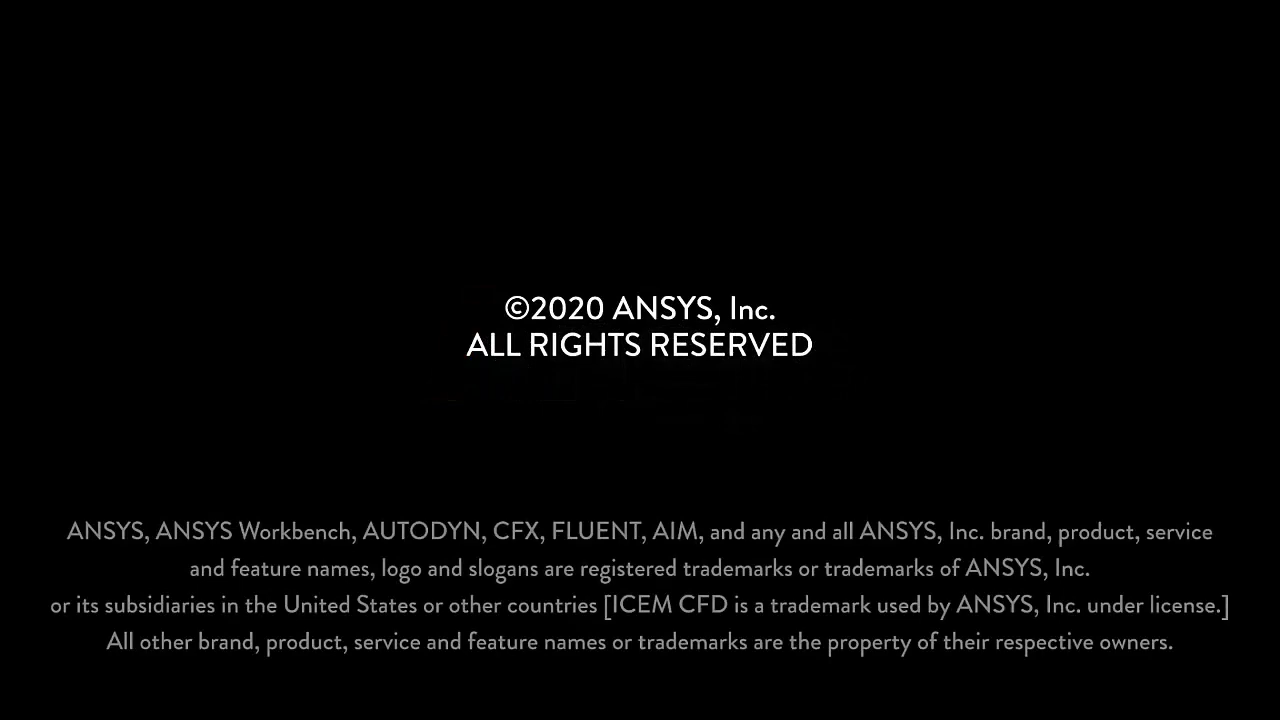 ©2020 ANSYS, Inc.
ALL RIGHTS RESERVED
ANSYS, ANSYS Workbench, AUTODYN, CFX, FLUENT, AIM, and any and all ANSYS, Inc. brand, product, service
and feature names, logo and slogans are registered trademarks or trademarks of ANSYS, Inc.
or its subsidiaries in the United States or other countries [ICEM CFD is a trademark used by ANSYS, Inc. under license.]
All other brand, product, service and feature names or trademarks are the property of their respective owners.